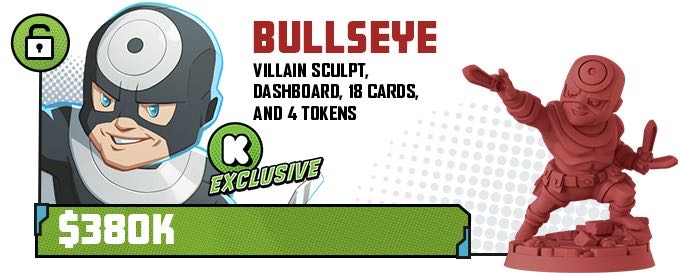 BULLSEYE
VILLAIN SCULPT,
DASHBOARD, 18 CARDS,
AND 4 TOKENS
K
EXCLUSIVE
$380K